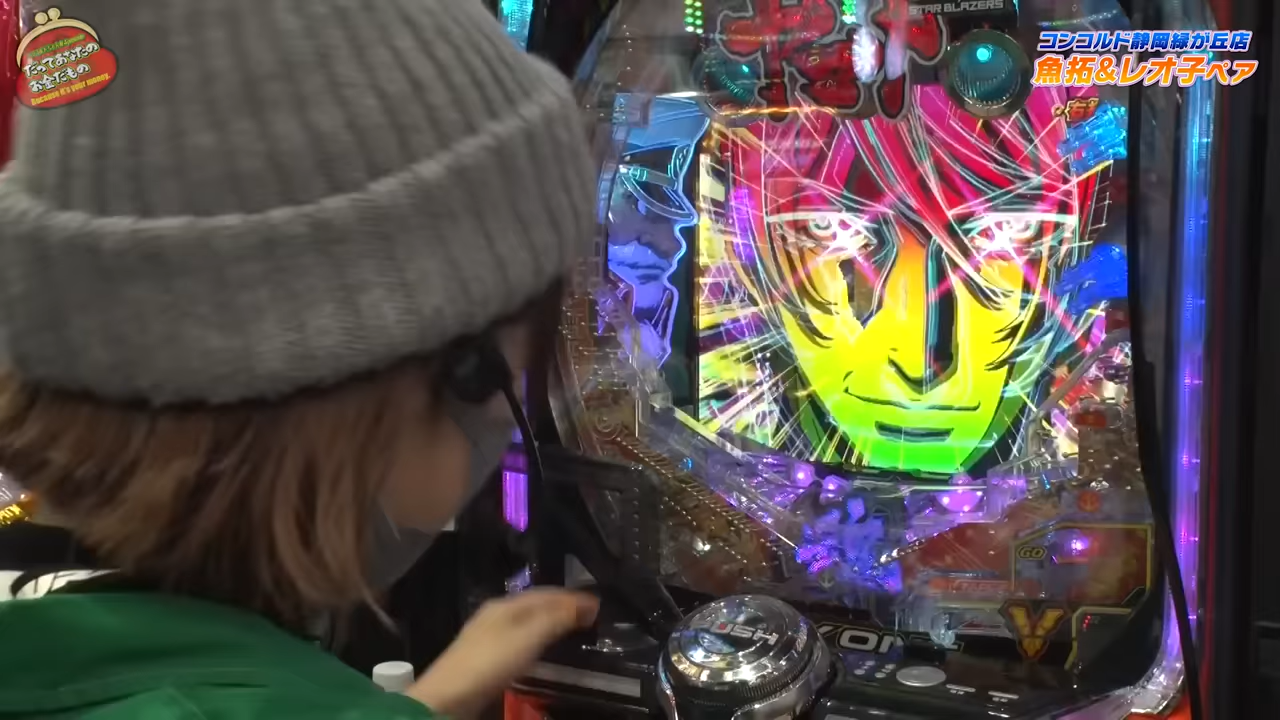 だってあなたの
お金だもの
Because it's your money.
コンコルド静岡緑が丘店
魚拓&レオ子ペア
STAR BLAZERS
GO
PUSH